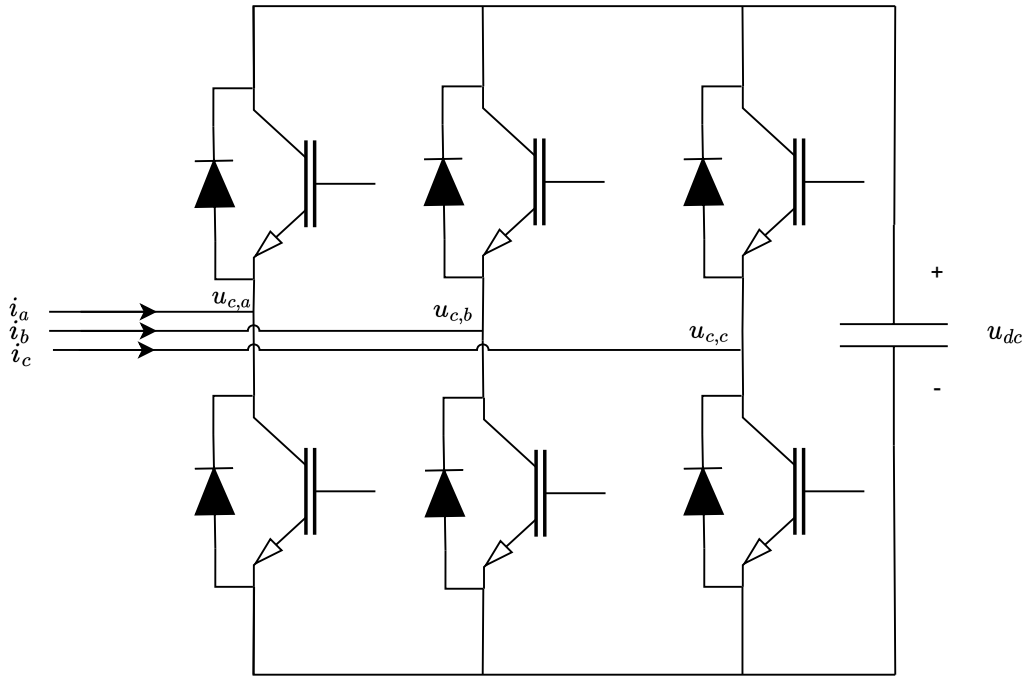 +
u_{c,a}
i_a
u_{c,b}
i_b
u_{c,c}
u_{dc}
i_c
-